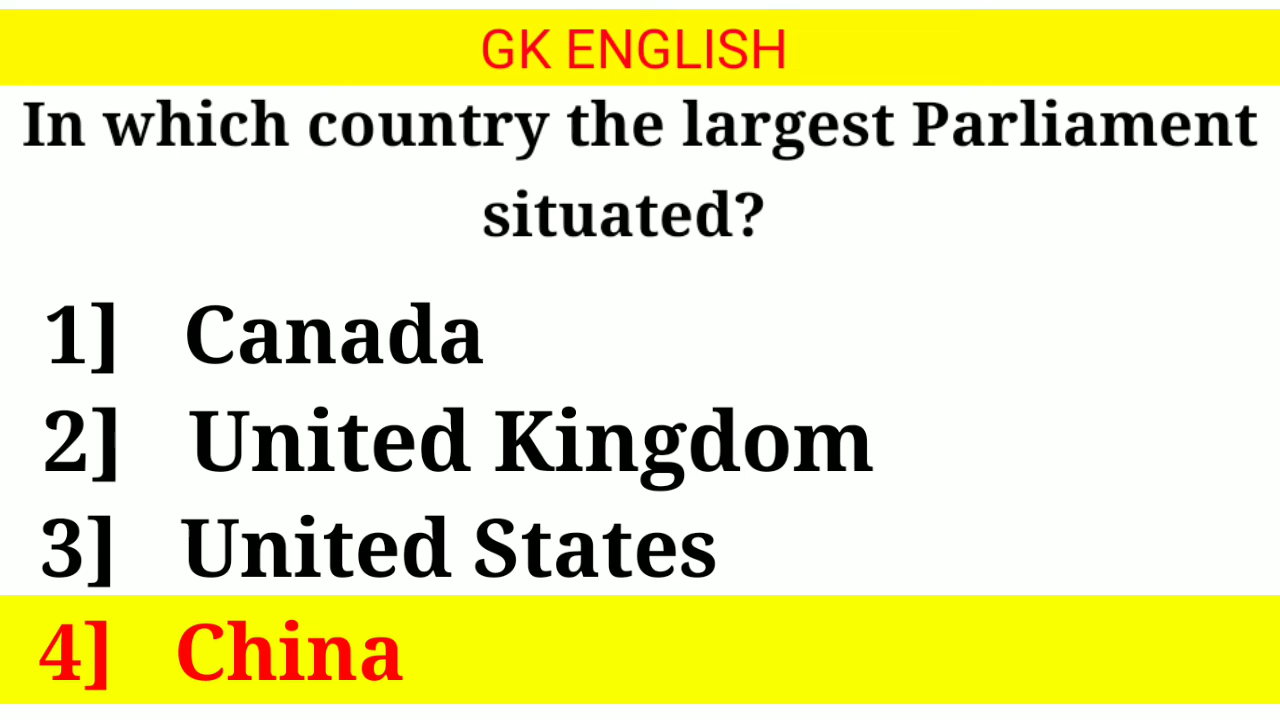 GK ENGLISH
In which country the largest Parliament
situated?
1] Canada
2] United Kingdom
3] United States
4] China